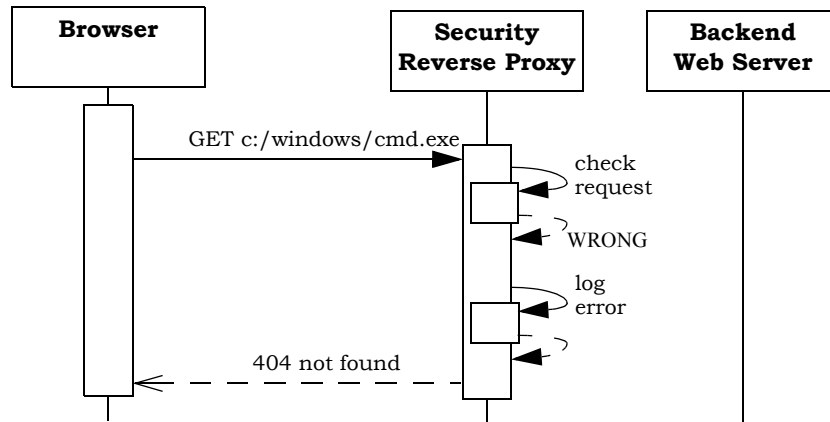 Browser
Security
Reverse Proxy
Backend
Web Server
GET c:/windows/cmd.exe
check
request
WRONG
log
error
404 not found